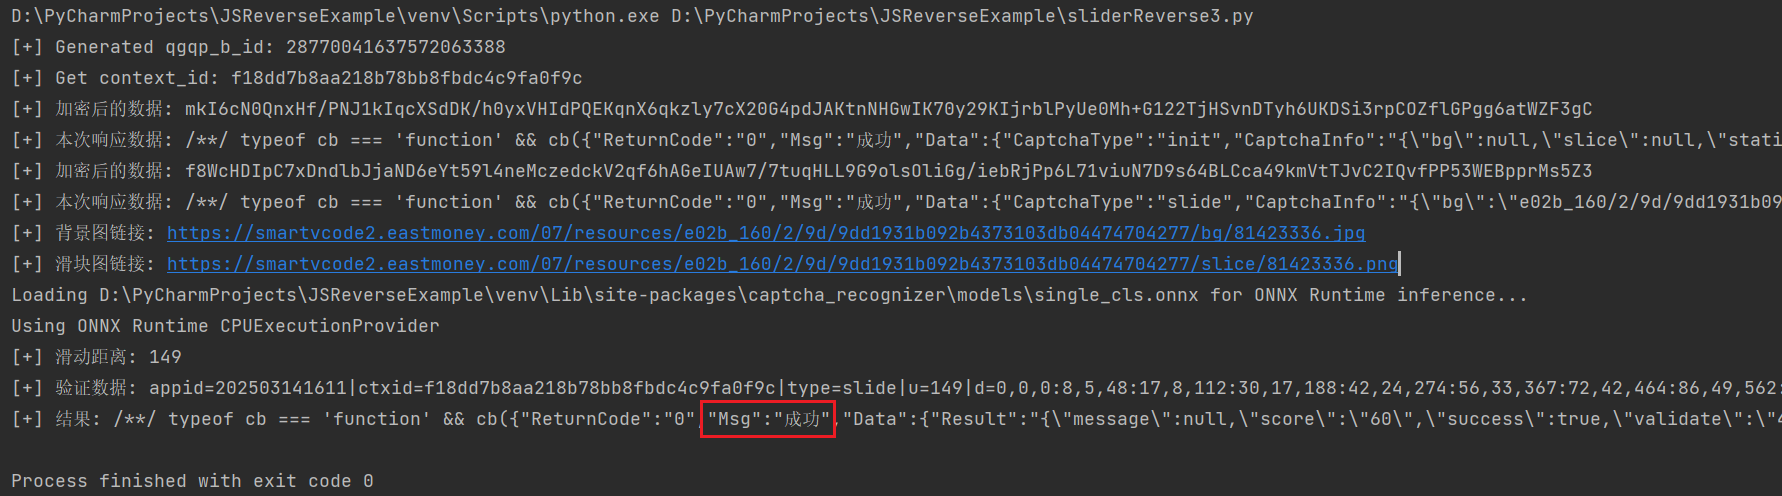 D:\PyCharmProjects\JSReverseExample\venv\Scripts\python.exe D:\PyCharmProjects\JSReverseExample\sliderReverse3.py
[+] Generated qgqp_b_id: 28770041637572063388
[+] Get context_id: f18dd7b8aa218b78bb8fbdc4c9fa0f9c
[+] 加密后的数据: mkI6cN0QnxHf/PNJ1kIqcXSdDK/h0yxVHIdPQEKqnX6qkzly7cX20G4pdJAKtnNHGwIK70y29KIjrblPyUe0Mh+G122TjHSvnDTyh6UKDSi3rpCOZflGPgg6atWZF3gC
[+] 本次响应数据: /**/ typeof cb === 'function' && cb({"ReturnCode":"0","Msg":"成功","Data":{"CaptchaType":"init","CaptchaInfo":"{\"bg\":null,\"slice\":null,\"stati
[+] 加密后的数据: f8WcHDIpC7xDndlbJjaND6eYt59l4neMczedckV2qf6hAGeIUAw7/7tuqHLL9G9olsOliGg/iebRjPp6L71viuN7D9s64BLCca49kmVtTJvC2IQvfPP53WEBpprMs5Z3
[+] 本次响应数据: /**/ typeof cb === 'function' && cb({"ReturnCode":"0","Msg":"成功","Data":{"CaptchaType":"slide","CaptchaInfo":"{\"bg\":\"e02b_160/2/9d/9dd1931b09
[+] 背景图链接: https://smartvcode2.eastmoney.com/07/resources/e02b_160/2/9d/9dd1931b092b4373103db04474704277/bg/81423336.jpg
[+] 滑块图链接: https://smartvcode2.eastmoney.com/07/resources/e02b_160/2/9d/9dd1931b092b4373103db04474704277/slice/81423336.png
Loading D:\PyCharmProjects\JSReverseExample\venv\Lib\site-packages\captcha_recognizer\models\single_cls.onnx for ONNX Runtime inference...
Using ONNX Runtime CPUExecutionProvider
[+] 滑动距离: 149
[+] 验证数据: appid=202503141611|ctxid=f18dd7b8aa218b78bb8fbdc4c9fa0f9c|type=slide|u=149|d=0,0,0:8,5,48:17,8,112:30,17,188:42,24,274:56,33,367:72,42,464:86,49,562:
[+] 结果: /**/ typeof cb === 'function' && cb({"ReturnCode":"0","Msg":"成功","Data":{"Result":"{\"message\":null,\"score\":\"60\",\"success\":true,\"validate\":\"4
Process finished with exit code 0